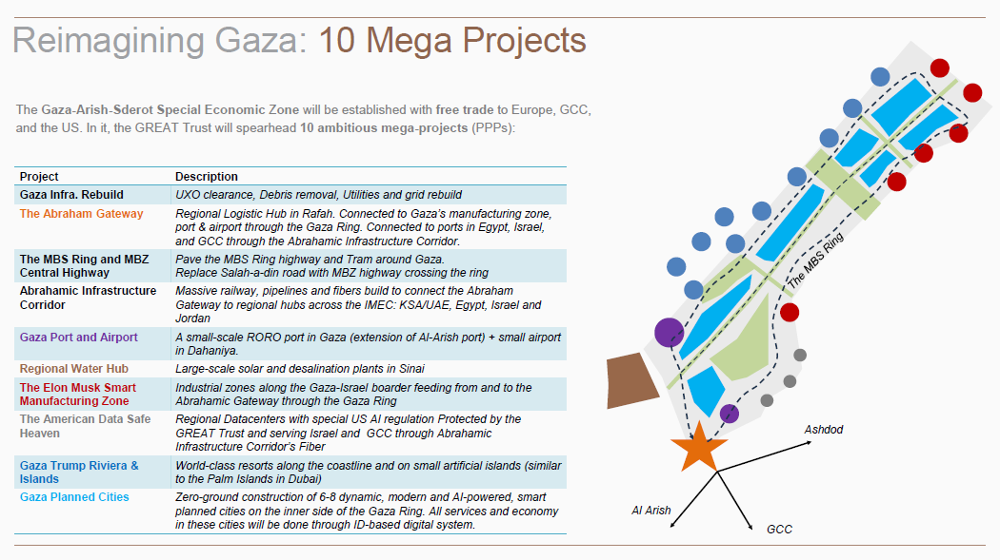 Reimagining Gaza: 10 Mega Projects
The Gaza-Arish-Sderot Special Economic Zone will be established with free trade to Europe, GCC,
and the US. In it, the GREAT Trust will spearhead 10 ambitious mega-projects (PPPs):
Project Description
Gaza Infra. Rebuild UXO clearance, Debris removal, Utilities and grid rebuild
The Abraham Gateway Regional Logistic Hub in Rafah. Connected to Gaza's manufacturing zone,
port & airport through the Gaza Ring. Connected to ports in Egypt, Israel,
and GCC through the Abrahamic Infrastructure Corridor.
The MBS Ring and MBZ Pave the MBS Ring highway and Tram around Gaza.
Central Highway Replace Salah-a-din road with MBZ highway crossing the ring
Abrahamic Infrastructure Massive railway, pipelines and fibers build to connect the Abraham
Corridor Gateway to regional hubs across the IMEC: KSA/UAE, Egypt, Israel and
Jordan
Gaza Port and Airport A small-scale RORO port in Gaza (extension of Al-Arish port) + small airport
in Dahaniya.
Regional Water Hub Large-scale solar and desalination plants in Sinai
The Elon Musk Smart Industrial zones along the Gaza-Israel boarder feeding from and to the
Manufacturing Zone Abrahamic Gateway through the Gaza Ring
The American Data Safe Regional Datacenters with special US AI regulation Protected by the
Heaven GREAT Trust and serving Israel and GCC through Abrahamic
Infrastructure Corridor's Fiber
Gaza Trump Riviera & World-class resorts along the coastline and on small artificial islands (similar
Islands to the Palm Islands in Dubai)
Gaza Planned Cities Zero-ground construction of 6-8 dynamic, modern and AI-powered, smart
planned cities on the inner side of the Gaza Ring. All services and economy
in these cities will be done through ID-based digital system.
The MBS Ring
Ashdod
Al Arish
GCC